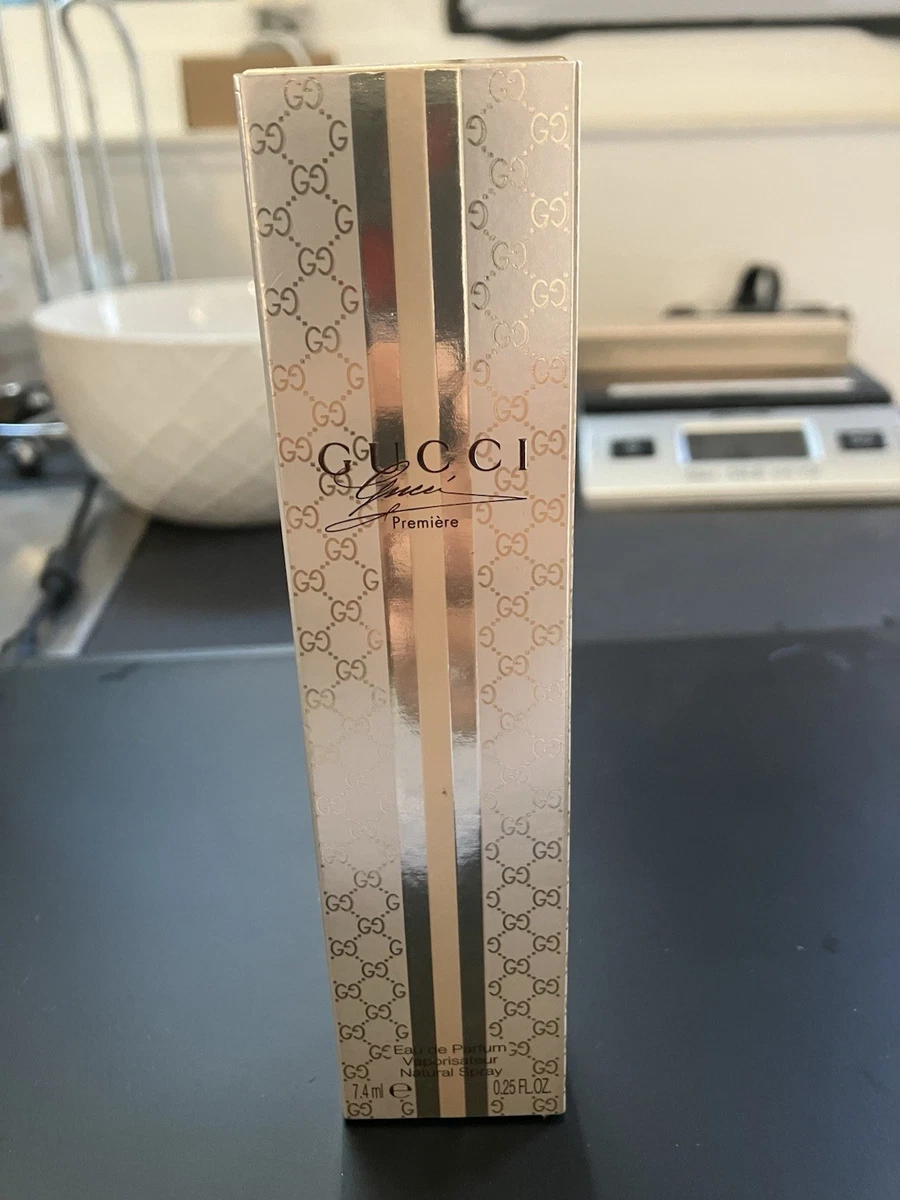 GUCCI
Gucci
Première
Eau de Parfum
Vaporisateur
Natural Spray
7.4 ml e 0.25 FL.OZ.